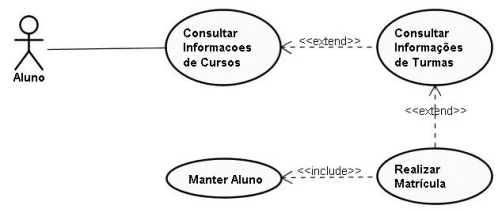 Aluno
Consultar
Informacoes
de Cursos
<<extend>>
Consultar
Informações
de Turmas
<<extend>>
Manter Aluno
<<include>>
Realizar
Matrícula